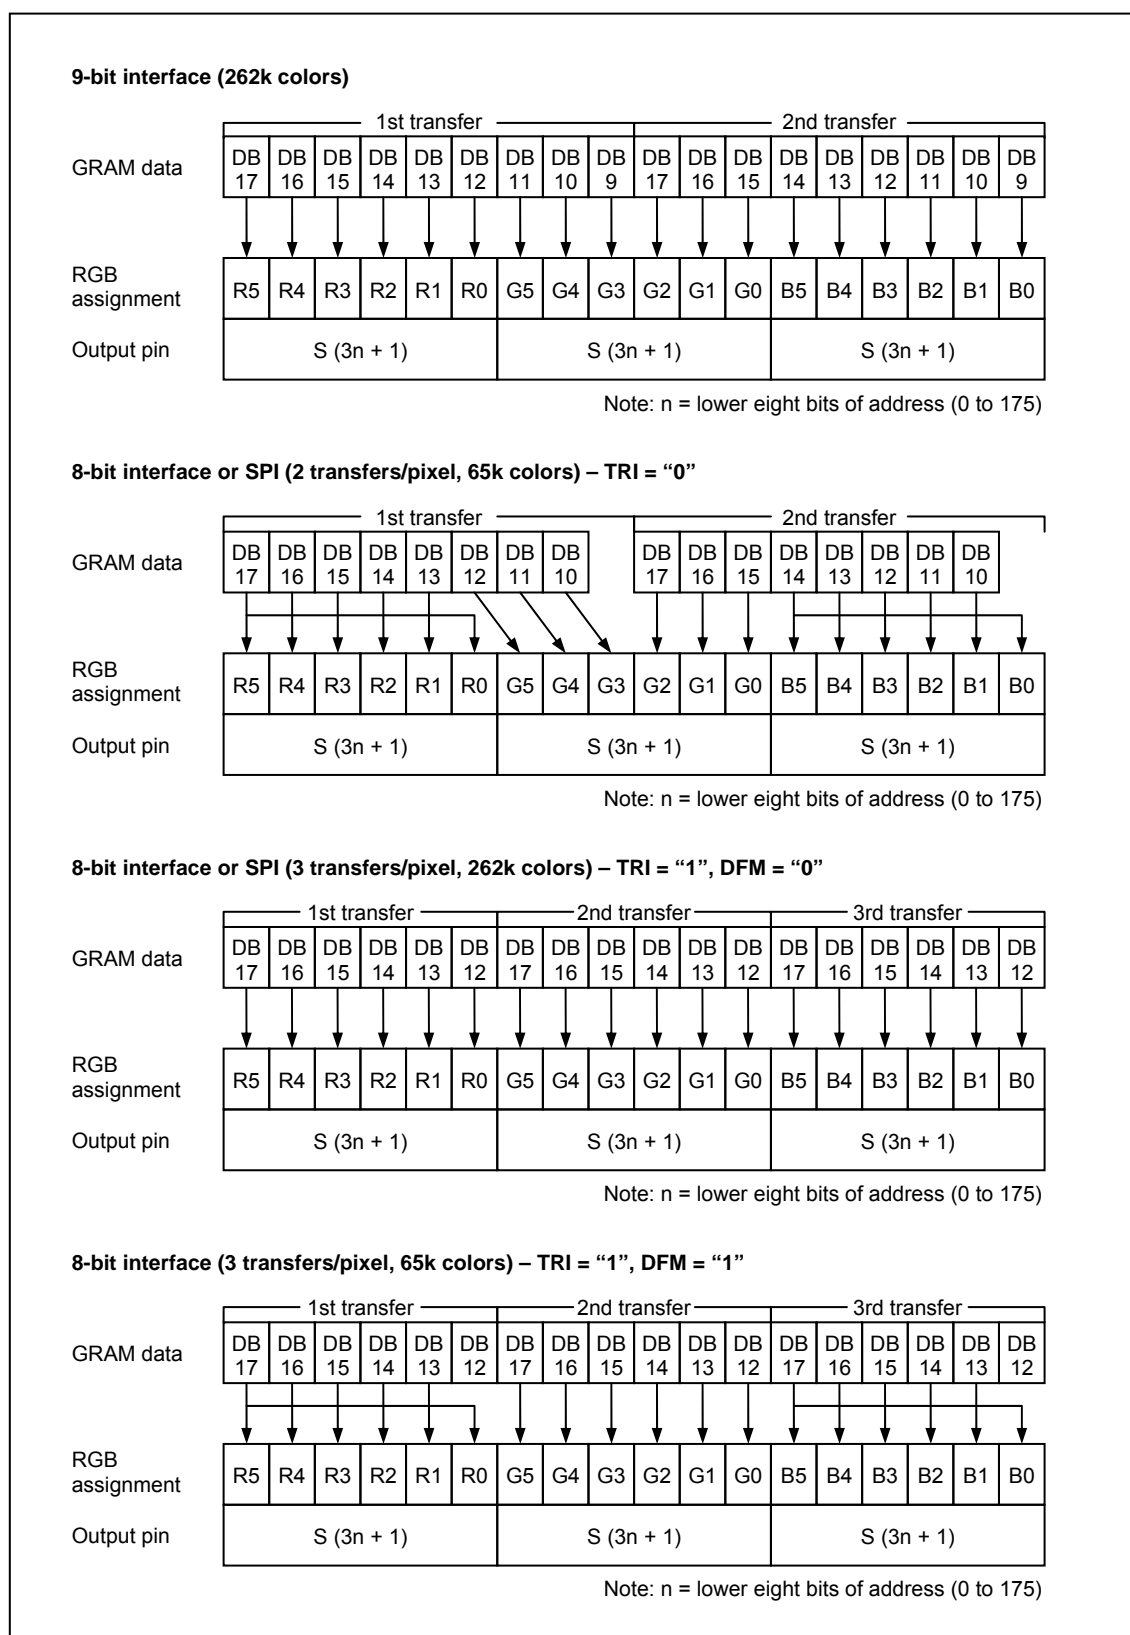 9-bit interface (262k colors)
1st transfer 2nd transfer
GRAM data DB 17 DB 16 DB 15 DB 14 DB 13 DB 12 DB 11 DB 10 DB 9 DB 17 DB 16 DB 15 DB 14 DB 13 DB 12 DB 11 DB 10 DB 9
RGB assignment R5 R4 R3 R2 R1 R0 G5 G4 G3 G2 G1 G0 B5 B4 B3 B2 B1 B0
Output pin S (3n + 1) S (3n + 1) S (3n + 1)
Note: n = lower eight bits of address (0 to 175)
8-bit interface or SPI (2 transfers/pixel, 65k colors) – TRI = “0”
1st transfer 2nd transfer
GRAM data DB 17 DB 16 DB 15 DB 14 DB 13 DB 12 DB 11 DB 10 DB 17 DB 16 DB 15 DB 14 DB 13 DB 12 DB 11 DB 10
RGB assignment R5 R4 R3 R2 R1 R0 G5 G4 G3 G2 G1 G0 B5 B4 B3 B2 B1 B0
Output pin S (3n + 1) S (3n + 1) S (3n + 1)
Note: n = lower eight bits of address (0 to 175)
8-bit interface or SPI (3 transfers/pixel, 262k colors) – TRI = “1”, DFM = “0”
1st transfer 2nd transfer 3rd transfer
GRAM data DB 17 DB 16 DB 15 DB 14 DB 13 DB 12 DB 17 DB 16 DB 15 DB 14 DB 13 DB 12 DB 17 DB 16 DB 15 DB 14 DB 13 DB 12
RGB assignment R5 R4 R3 R2 R1 R0 G5 G4 G3 G2 G1 G0 B5 B4 B3 B2 B1 B0
Output pin S (3n + 1) S (3n + 1) S (3n + 1)
Note: n = lower eight bits of address (0 to 175)
8-bit interface (3 transfers/pixel, 65k colors) – TRI = “1”, DFM = “1”
1st transfer 2nd transfer 3rd transfer
GRAM data DB 17 DB 16 DB 15 DB 14 DB 13 DB 12 DB 17 DB 16 DB 15 DB 14 DB 13 DB 12 DB 17 DB 16 DB 15 DB 14 DB 13 DB 12
RGB assignment R5 R4 R3 R2 R1 R0 G5 G4 G3 G2 G1 G0 B5 B4 B3 B2 B1 B0
Output pin S (3n + 1) S (3n + 1) S (3n + 1)
Note: n = lower eight bits of address (0 to 175)